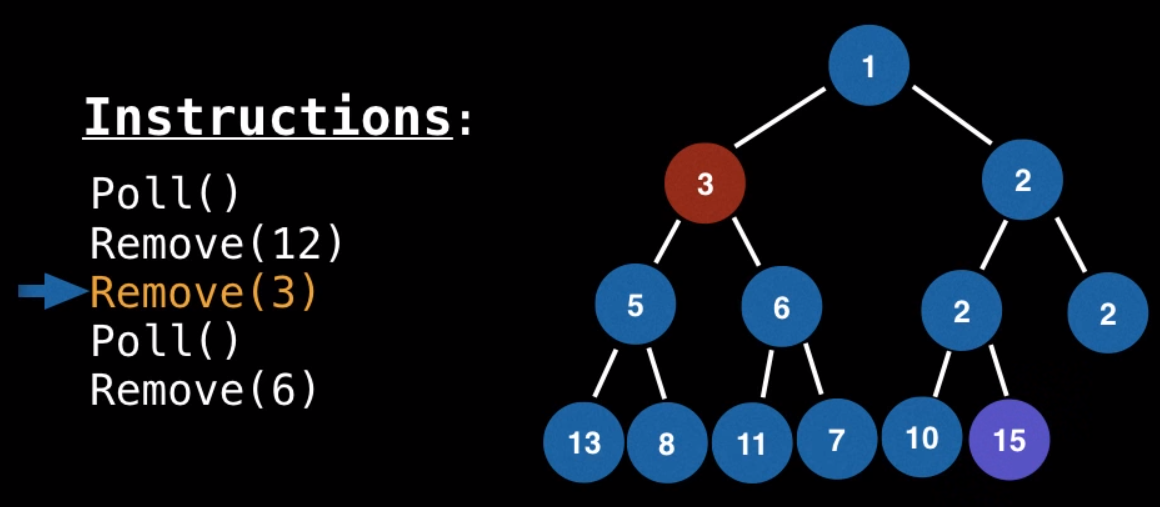 Instructions:
Poll()
Remove(12)
Remove(3)
Poll()
Remove(6)
1
3
2
5
6
2
2
13
8
11
7
10
15